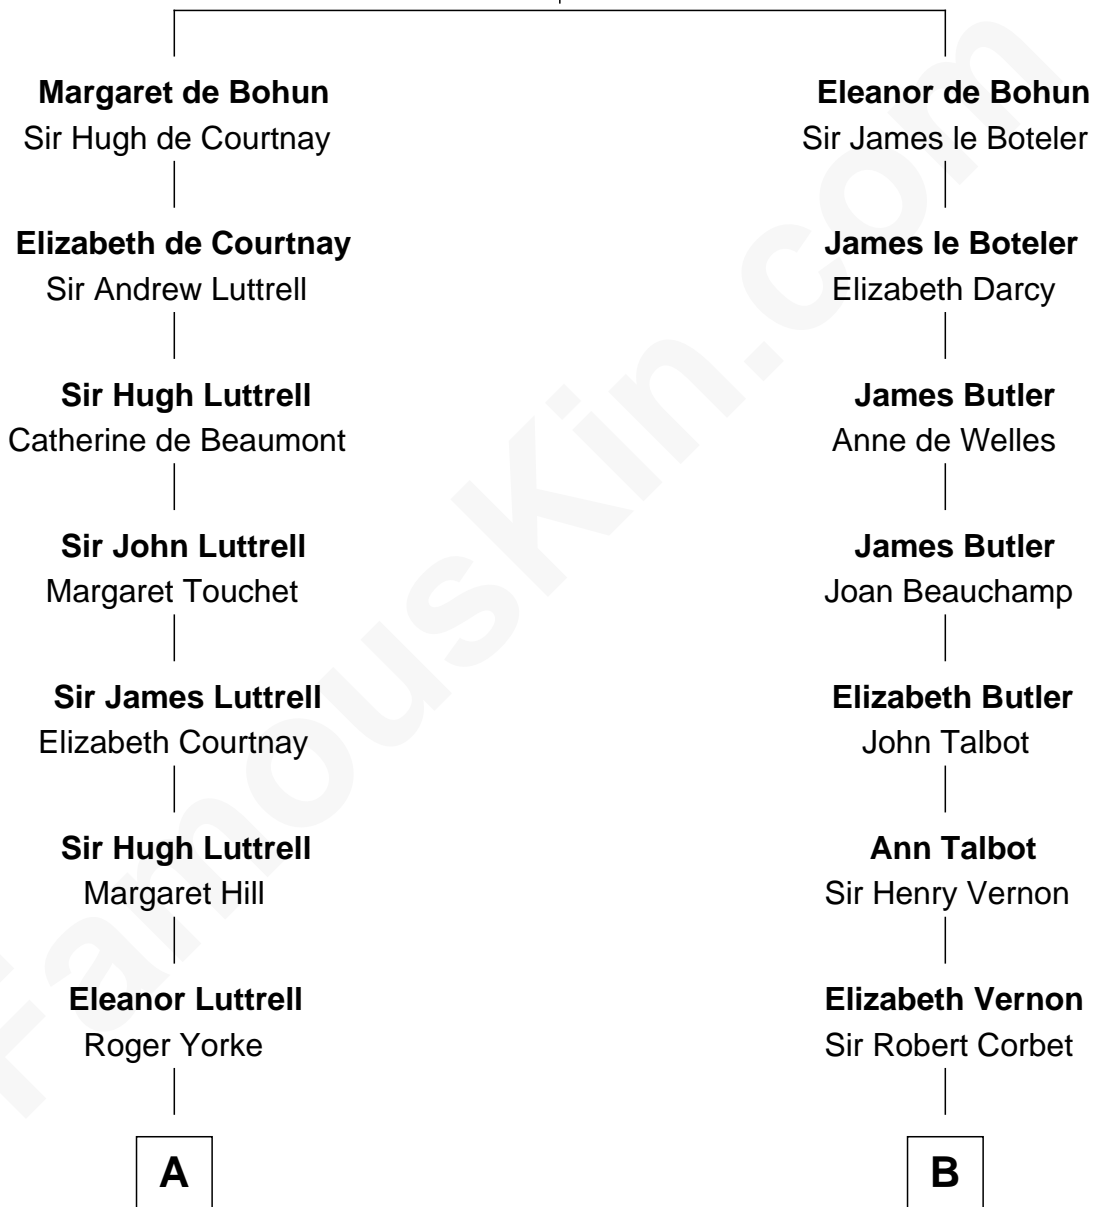 Margaret de Bohun
Sir Hugh de Courtnay
Elizabeth de Courtnay
Sir Andrew Luttrell
Sir Hugh Luttrell
Catherine de Beaumont
Sir John Luttrell
Margaret Touchet
Sir James Luttrell
Elizabeth Courtnay
Sir Hugh Luttrell
Margaret Hill
Eleanor Luttrell
Roger Yorke
A
Eleanor de Bohun
Sir James le Boteler
James le Boteler
Elizabeth Darcy
James Butler
Anne de Welles
James Butler
Joan Beauchamp
Elizabeth Butler
John Talbot
Ann Talbot
Sir Henry Vernon
Elizabeth Vernon
Sir Robert Corbet
B
FamousKin.com